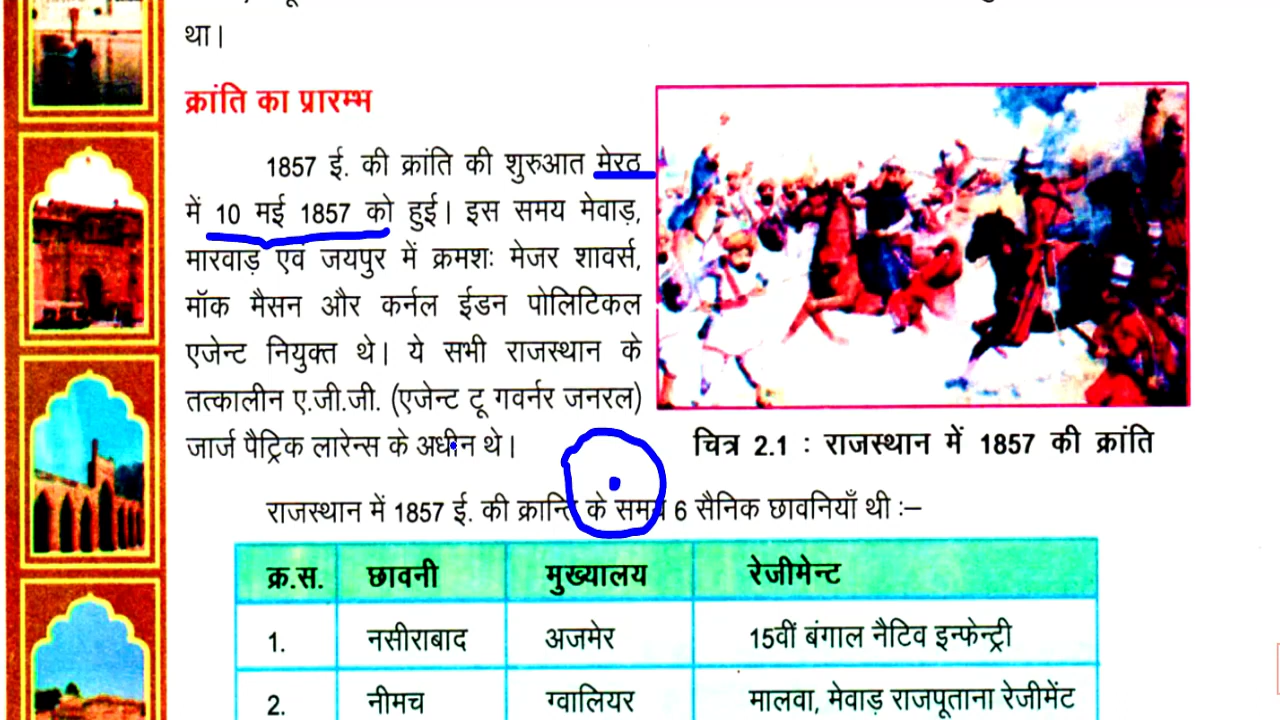 था।
क्रांति का प्रारम्भ
1857 ई. की क्रांति की शुरुआत मेरठ
में 10 मई 1857 को हुई। इस समय मेवाड़,
मारवाड़ एवं जयपुर में क्रमशः मेजर शावर्स,
मॉक मैसन और कर्नल ईडन पोलिटिकल
एजेन्ट नियुक्त थे। ये सभी राजस्थान के
तत्कालीन ए.जी.जी. (एजेन्ट टू गवर्नर जनरल)
जार्ज पैट्रिक लारेन्स के अधीन थे।
चित्र 2.1 : राजस्थान में 1857 की क्रांति
राजस्थान में 1857 ई. की क्रान्ति के समय 6 सैनिक छावनियाँ थी :–
क्र.स. छावनी मुख्यालय रेजीमेन्ट
1. नसीराबाद अजमेर 15वीं बंगाल नैटिव इन्फेन्ट्री
2. नीमच ग्वालियर मालवा, मेवाड़ राजपूताना रेजीमेंट